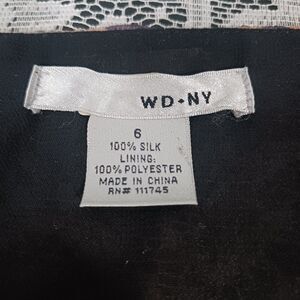 WD•NY
6
100% SILK
LINING:
100% POLYESTER
MADE IN CHINA
RN# 111745